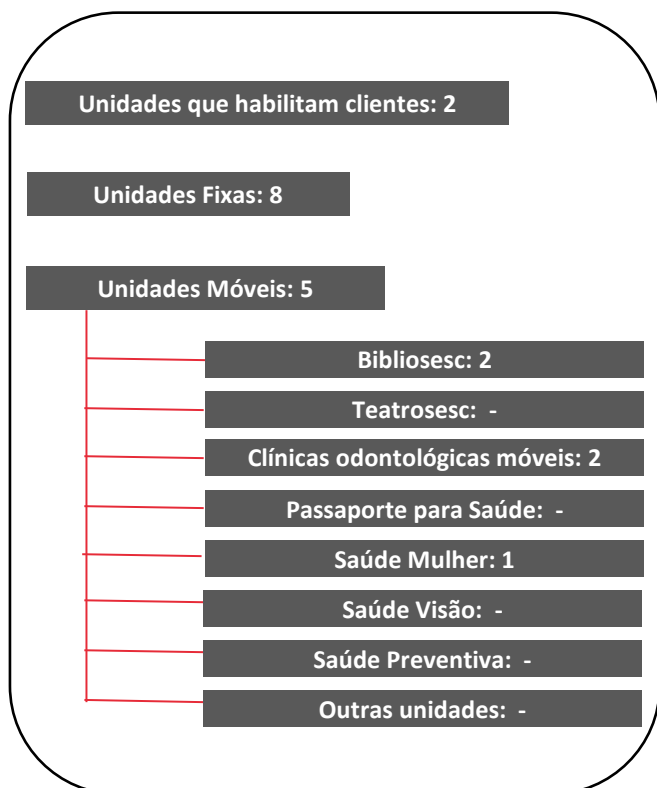 Unidades que habilitam clientes: 2
Unidades Fixas: 8
Unidades Móveis: 5
Bibliosesc: 2
Teatrosesc: -
Clínicas odontológicas móveis: 2
Passaporte para Saúde: -
Saúde Mulher: 1
Saúde Visão: -
Saúde Preventiva: -
Outras unidades: -